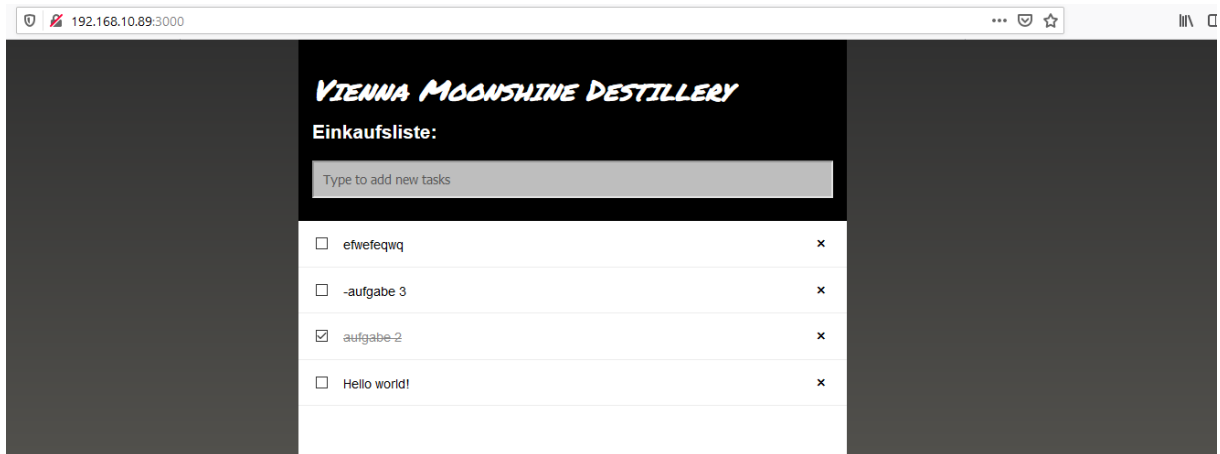 192.168.10.89:3000
Vienna Moonshine Destillery
Einkaufsliste:
Type to add new tasks
efwefeqwq
-aufgabe 3
aufgabe 2
Hello world!